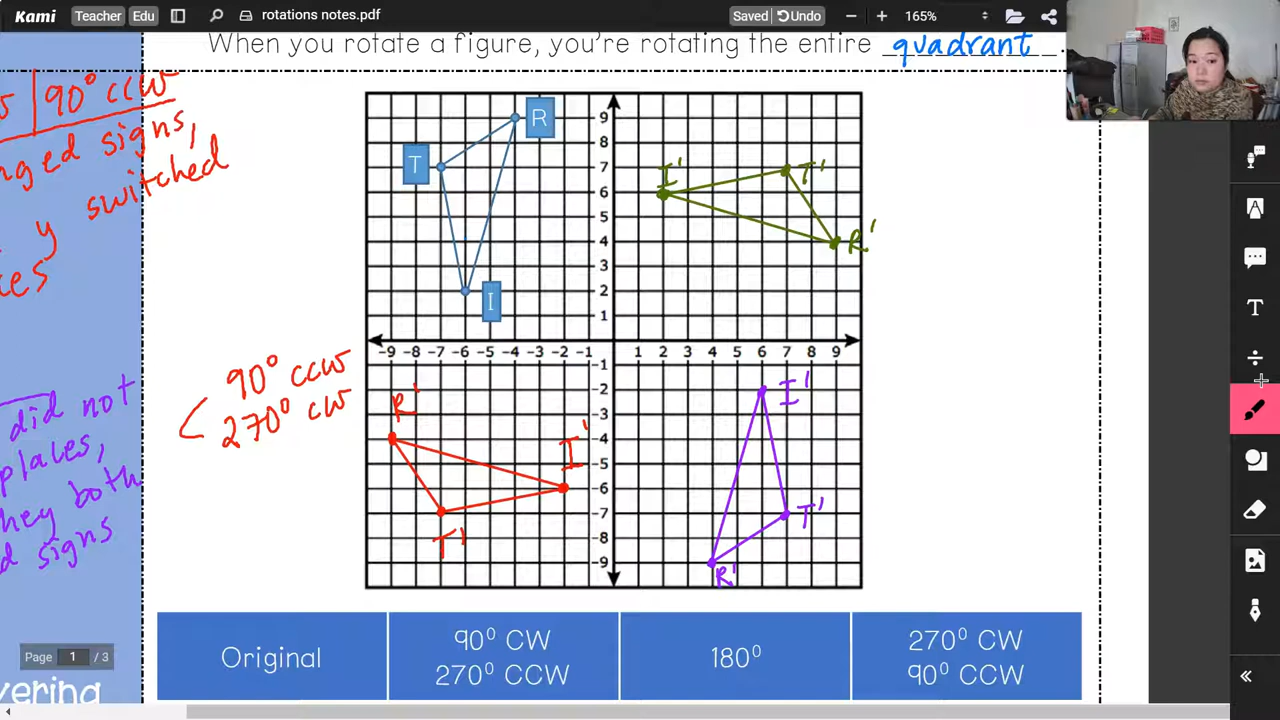 Kami
Teacher
Edu
rotations notes.pdf
Saved
Undo
165%
When you rotate a figure, you're rotating the entire quadrant.
90° CCW
nged signs,
y switched
90° CCW
270° CW
did not
places,
they both
d signs
T
R
I
I'
T'
R'
9
8
7
6
5
4
3
2
1
-9 -8 -7 -6 -5 -4 -3 -2 -1 1 2 3 4 5 6 7 8 9
-1
-2
-3
-4
-5
-6
-7
-8
-9
R'
I'
T'
I'
T'
R'
Original
90° CW
270° CCW
180°
270° CW
90° CCW
Page 1 / 3
vering